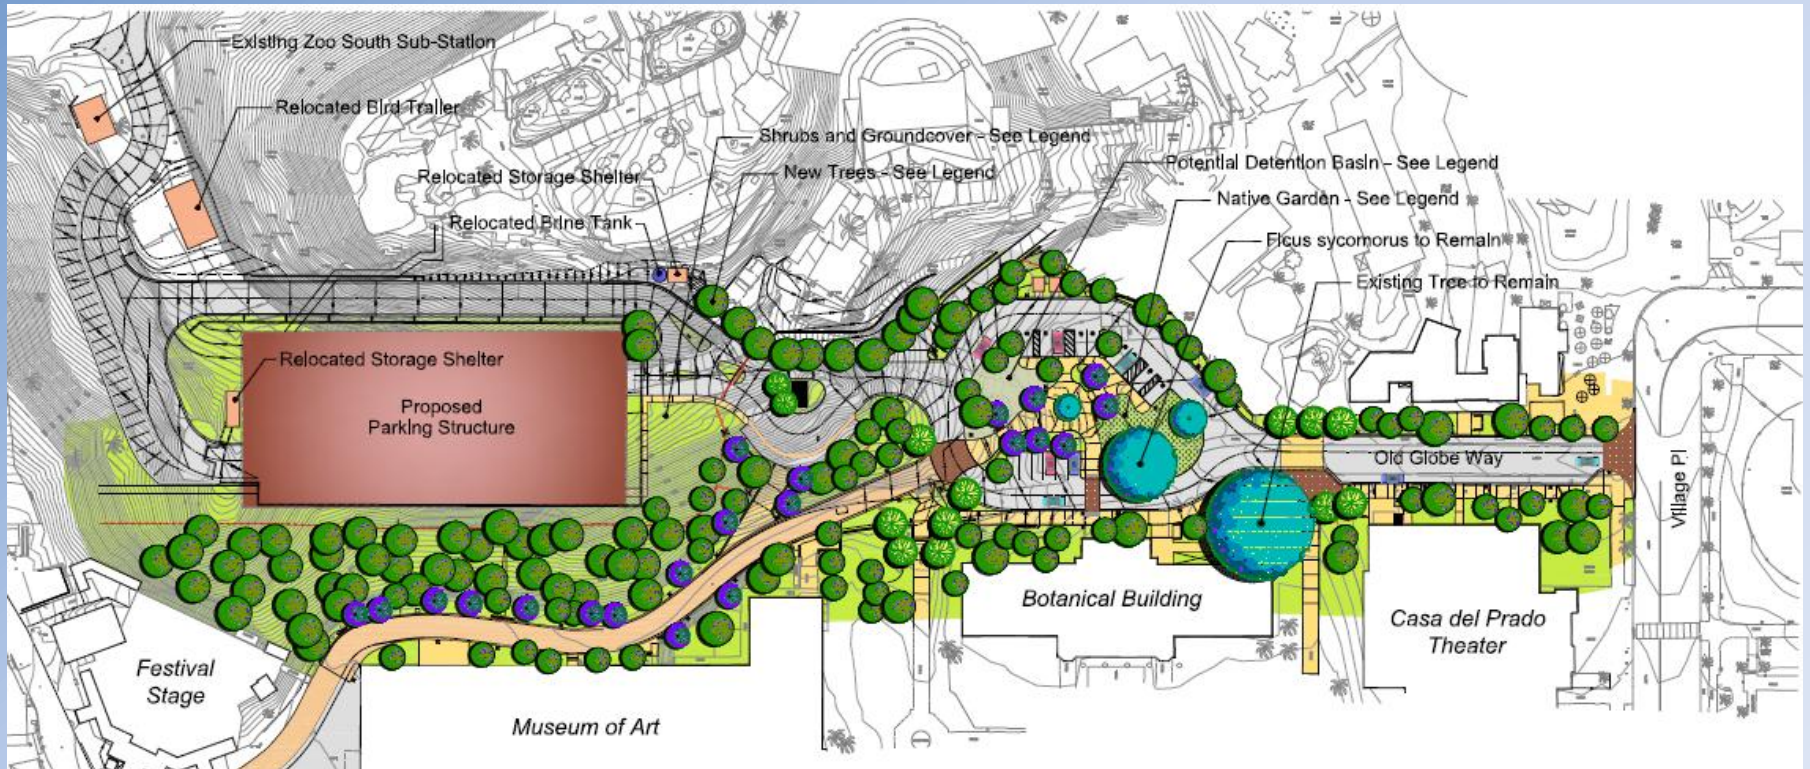 Existing Zoo South Sub-Station
Relocated Bird Trailer
Shrubs and Groundcover - See Legend
Potential Detention Basin - See Legend
Relocated Storage Shelter
New Trees - See Legend
Native Garden - See Legend
Relocated Brine Tank
Ficus sycomorus to Remain
Existing Tree to Remain
Relocated Storage Shelter
Proposed
Parking Structure
Old Globe Way
Village Pl.
Botanical Building
Casa del Prado
Theater
Festival
Stage
Museum of Art